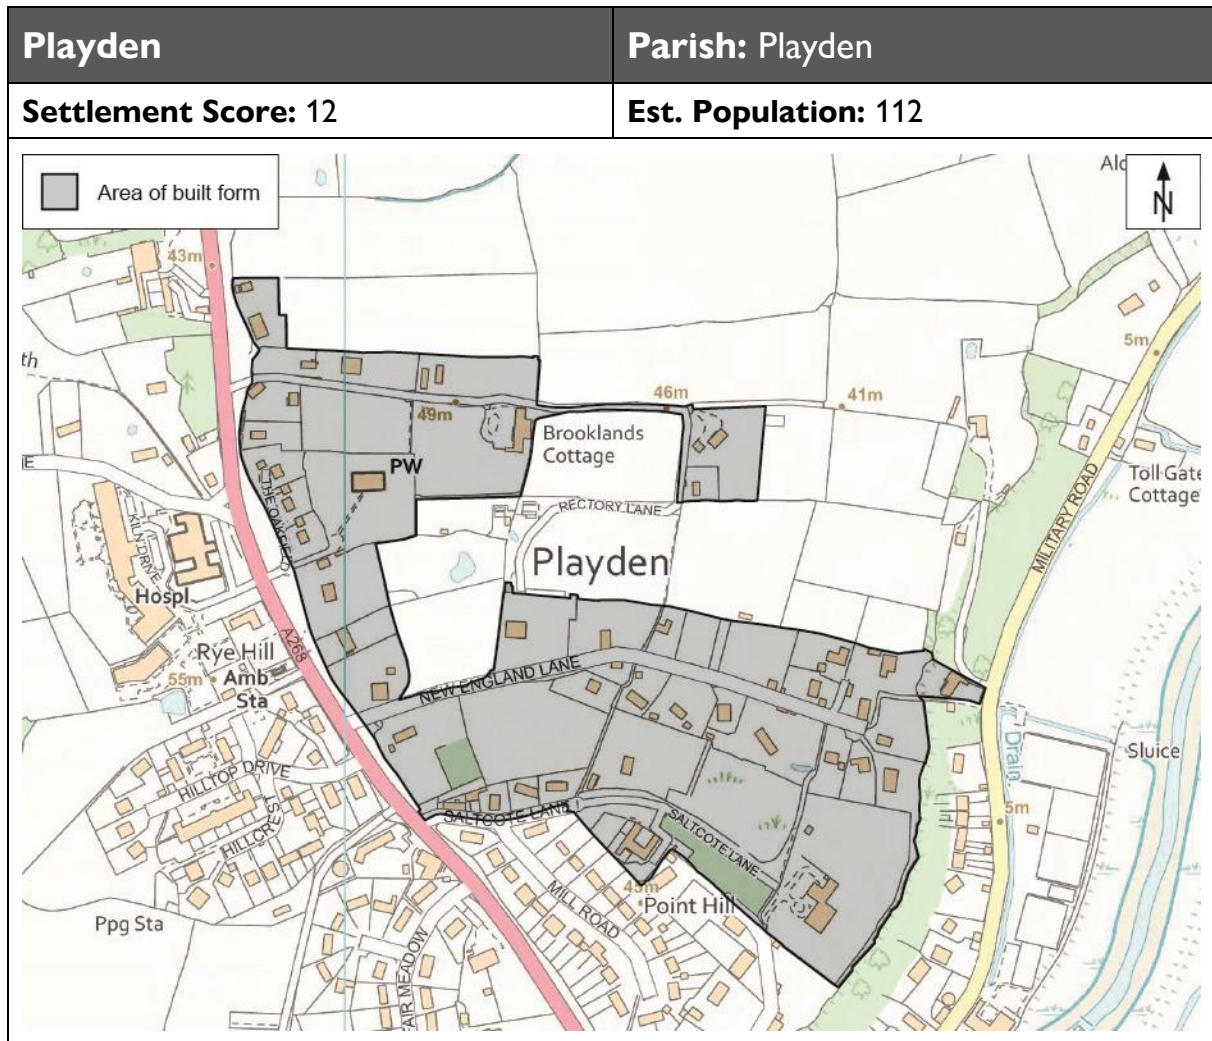 Playden
Parish: Playden
Settlement Score: 12
Est. Population: 112
Area of built form
N
43m
5m
49m
46m
41m
Brooklands
Cottage
PW
Toll Gate
Cottage
RECTORY LANE
THE OAKFIELD
MILITARY ROAD
KILN DRIVE
Playden
Hospl
A268
Rye Hill
Amb
Sta
55m
NEW ENGLAND LANE
Drain
Sluice
HILLTOP DRIVE
HILLCREST
SALTCOTE LANE
SALTCOTE LANE
5m
MILL ROAD
45m
Point Hill
Ppg Sta
FAIR MEADOW